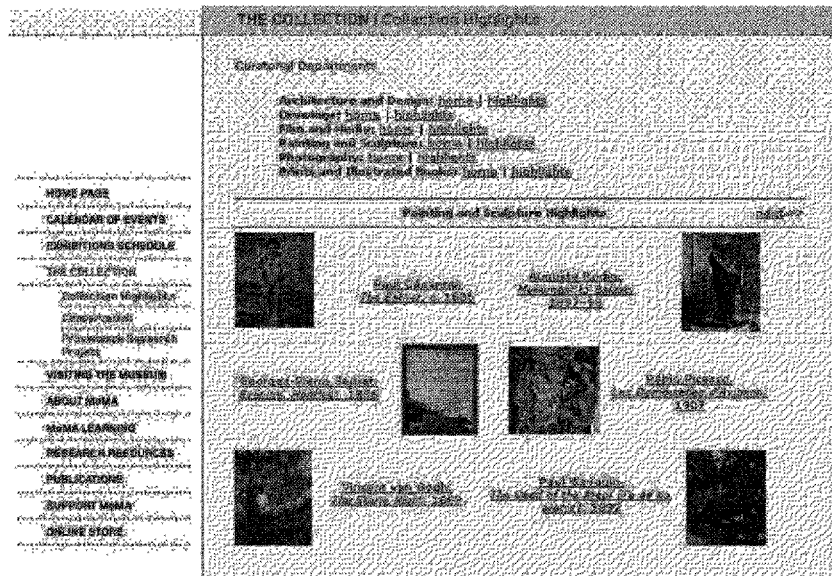 THE COLLECTION | Collection Highlights
Curatorial Departments
Architecture and Design: home | highlights
Drawings: home | highlights
Film and Media: home | highlights
Painting and Sculpture: home | highlights
Photography: home | highlights
Prints and Illustrated Books: home | highlights
HOME PAGE
CALENDAR OF EVENTS
EXHIBITIONS SCHEDULE
THE COLLECTION
Collection Highlights
Conservation
Provenance Research
Project
VISITING THE MUSEUM
ABOUT MoMA
MoMA LEARNING
RESEARCH RESOURCES
PUBLICATIONS
SUPPORT MoMA
ONLINE STORE
Painting and Sculpture Highlights
next>>
Paul Cézanne.
The Bather. c. 1885
Auguste Rodin.
Monument to Balzac.
1897-98
Georges-Pierre Seurat.
Evening, Honfleur. 1886
Pablo Picasso.
Les Demoiselles d'Avignon.
1907
Vincent van Gogh.
The Starry Night. 1889
Paul Gauguin.
The Seed of the Areoi
1892